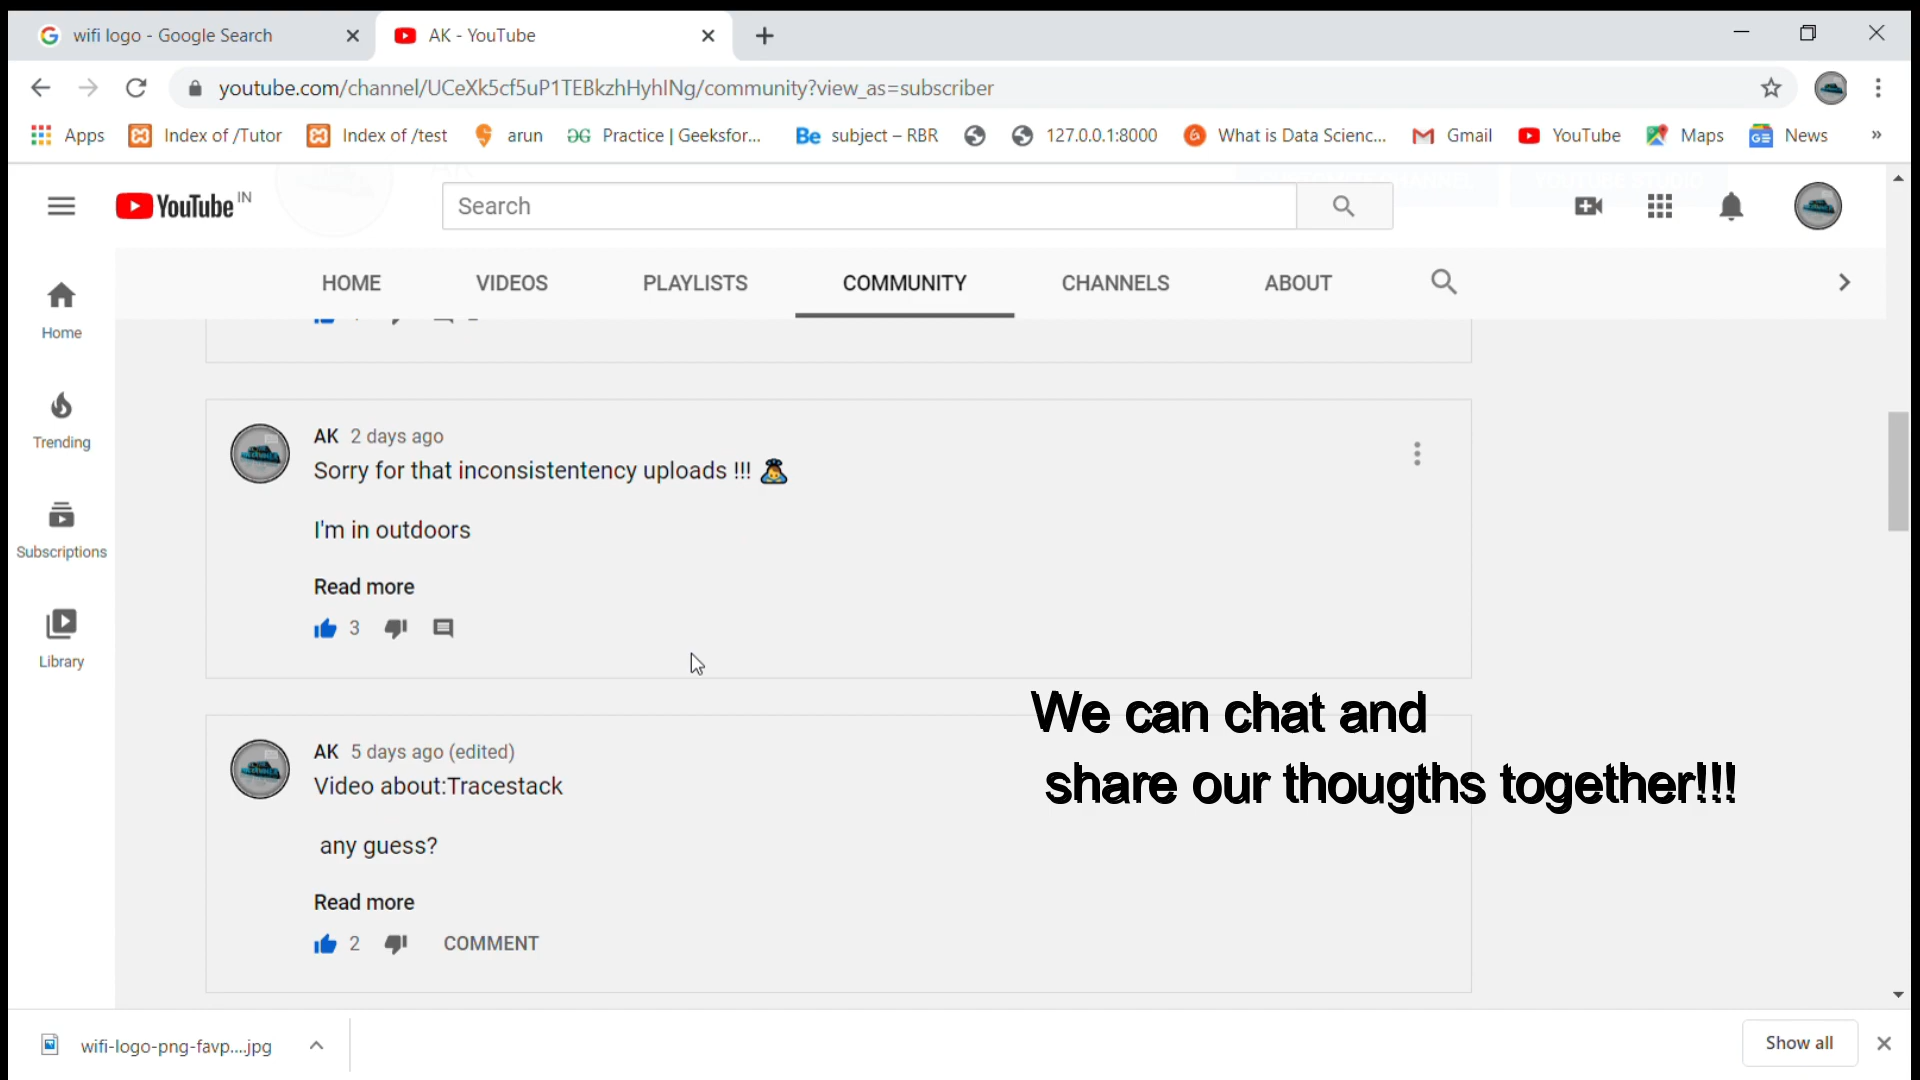 wifi logo - Google Search
AK - YouTube
youtube.com/channel/UCeXk5cf5uP1TEBkzhHyhlNg/community?view_as=subscriber
Apps
Index of /Tutor
Index of /test
arun
Practice | Geeksfor...
Be subject – RBR
127.0.0.1:8000
What is Data Scienc...
Gmail
YouTube
Maps
GE News
»
YouTube IN
Search
HOME
VIDEOS
PLAYLISTS
COMMUNITY
CHANNELS
ABOUT
Home
Trending
Subscriptions
Library
AK 2 days ago
Sorry for that inconsistentency uploads !!!
I'm in outdoors
Read more
3
AK 5 days ago (edited)
Video about:Tracestack
any guess?
Read more
2 COMMENT
We can chat and
share our thougths together!!!
wifi-logo-png-favp....jpg
Show all